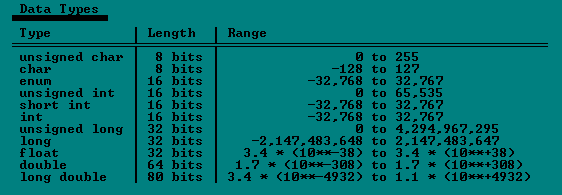 Data Types
Type Length Range
unsigned char 8 bits 0 to 255
char 8 bits -128 to 127
enum 16 bits -32,768 to 32,767
unsigned int 16 bits 0 to 65,535
short int 16 bits -32,768 to 32,767
int 16 bits -32,768 to 32,767
unsigned long 32 bits 0 to 4,294,967,295
long 32 bits -2,147,483,648 to 2,147,483,647
float 32 bits 3.4 * (10**-38) to 3.4 * (10**+38)
double 64 bits 1.7 * (10**-308) to 1.7 * (10**+308)
long double 80 bits 3.4 * (10**-4932) to 1.1 * (10**+4932)